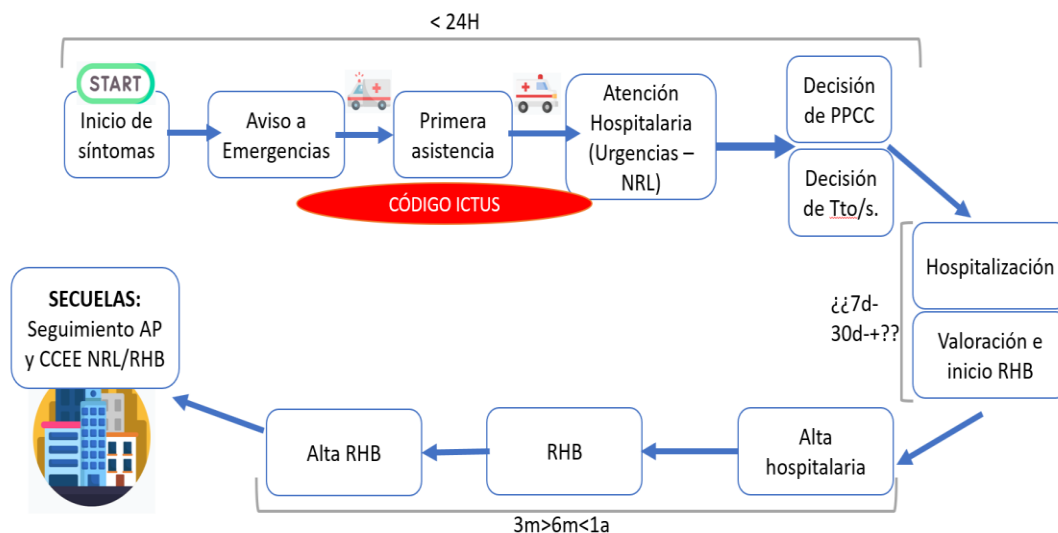 < 24H
START
Inicio de
síntomas
Aviso a
Emergencias
Primera
asistencia
Atención
Hospitalaria
(Urgencias –
NRL)
Decisión
de PPCC
Decisión
de Tto/s.
CÓDIGO ICTUS
Hospitalización
¿¿7d-
30d-+??
Valoración e
inicio RHB
Alta
hospitalaria
RHB
Alta RHB
3m>6m<1a
SECUELAS:
Seguimiento AP
y CCEE NRL/RHB